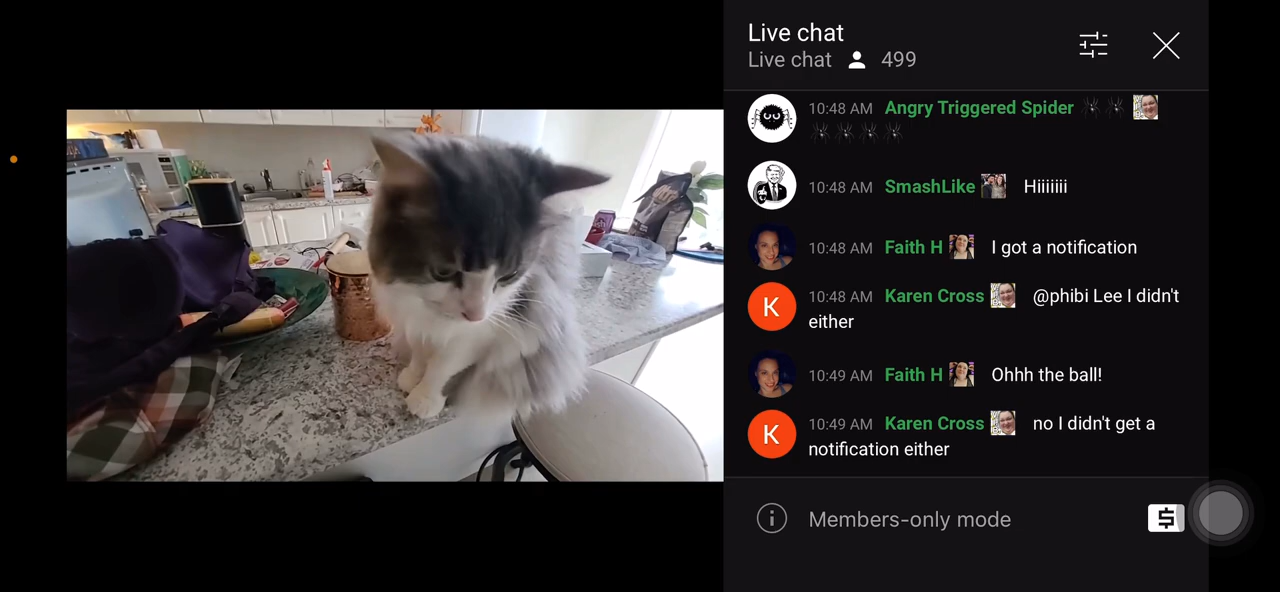 Live chat
Live chat 499
10:48 AM Angry Triggered Spider
10:48 AM SmashLike Hiiiiiii
10:48 AM Faith H I got a notification
10:48 AM Karen Cross @phibi Lee I didn't
either
10:49 AM Faith H Ohhh the ball!
10:49 AM Karen Cross no I didn't get a
notification either
K
K
Members-only mode
$